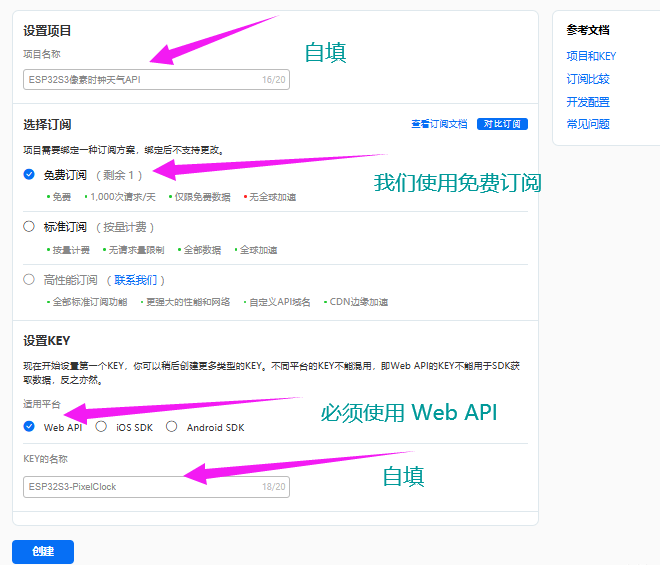 设置项目
项目名称
自填
ESP32S3像素时钟天气API 16/20
选择订阅 查看订阅文档 对比订阅
项目需要绑定一种订阅方案，绑定后不支持更改。
免费订阅 （剩余 1 ）
我们使用免费订阅
免费 1,000次请求/天 仅限免费数据 无全球加速
标准订阅 （按量计费）
按量计费 无请求量限制 全部数据 全球加速
高性能订阅 （联系我们）
全部标准订阅功能 更强大的性能和网络 自定义API域名 CDN边缘加速
设置KEY
现在开始设置第一个KEY，你可以稍后创建更多类型的KEY。不同平台的KEY不能混用，即Web API的KEY不能用于SDK获
取数据，反之亦然。
适用平台
必须使用 Web API
Web API iOS SDK Android SDK
KEY的名称
自填
ESP32S3-PixelClock 18/20
创建
参考文档
项目和KEY
订阅比较
开发配置
常见问题